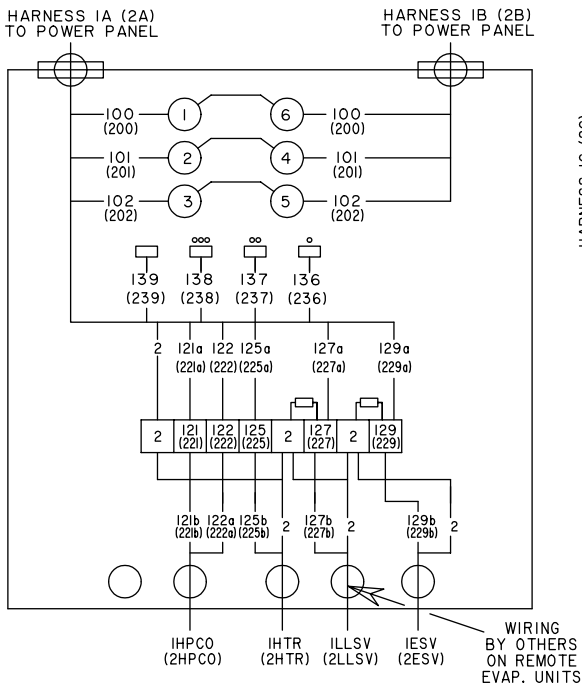 HARNESS 1A (2A)
TO POWER PANEL
HARNESS 1B (2B)
TO POWER PANEL
100
(200)
1
6
100
(200)
101
(201)
2
4
101
(201)
102
(202)
3
5
102
(202)
139
(239)
138
(238)
137
(237)
136
(236)
2
121a
(221a)
122
(222)
125a
(225a)
127a
(227a)
129a
(229a)
2
121
(221)
122
(222)
125
(225)
2
127
(227)
2
129
(229)
121b
(221b)
122a
(222a)
125b
(225b)
2
127b
(227b)
2
129b
(229b)
2
1HPCO
(2HPCO)
1HTR
(2HTR)
1LLSV
(2LLSV)
1ESV
(2ESV)
WIRING
BY OTHERS
ON REMOTE
EVAP. UNITS